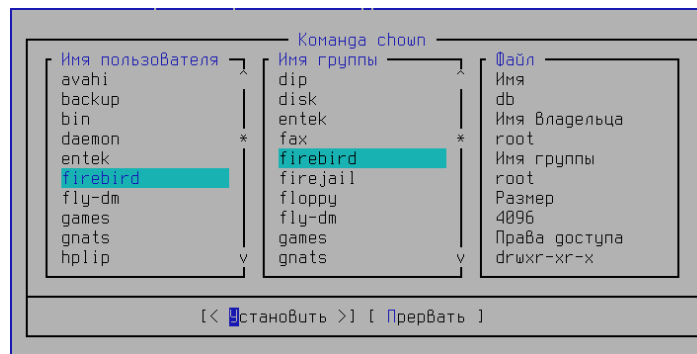 Команда chown
Имя пользователя
avahi
backup
bin
daemon
entek
firebird
fly-dm
games
gnats
hplip
Имя группы
dip
disk
entek
fax
firebird
firejail
floppy
fly-dm
games
gnats
Файл
Имя
db
Имя владельца
root
Имя группы
root
Размер
4096
Права доступа
drwxr-xr-x
[< Установить >] [ Прервать ]